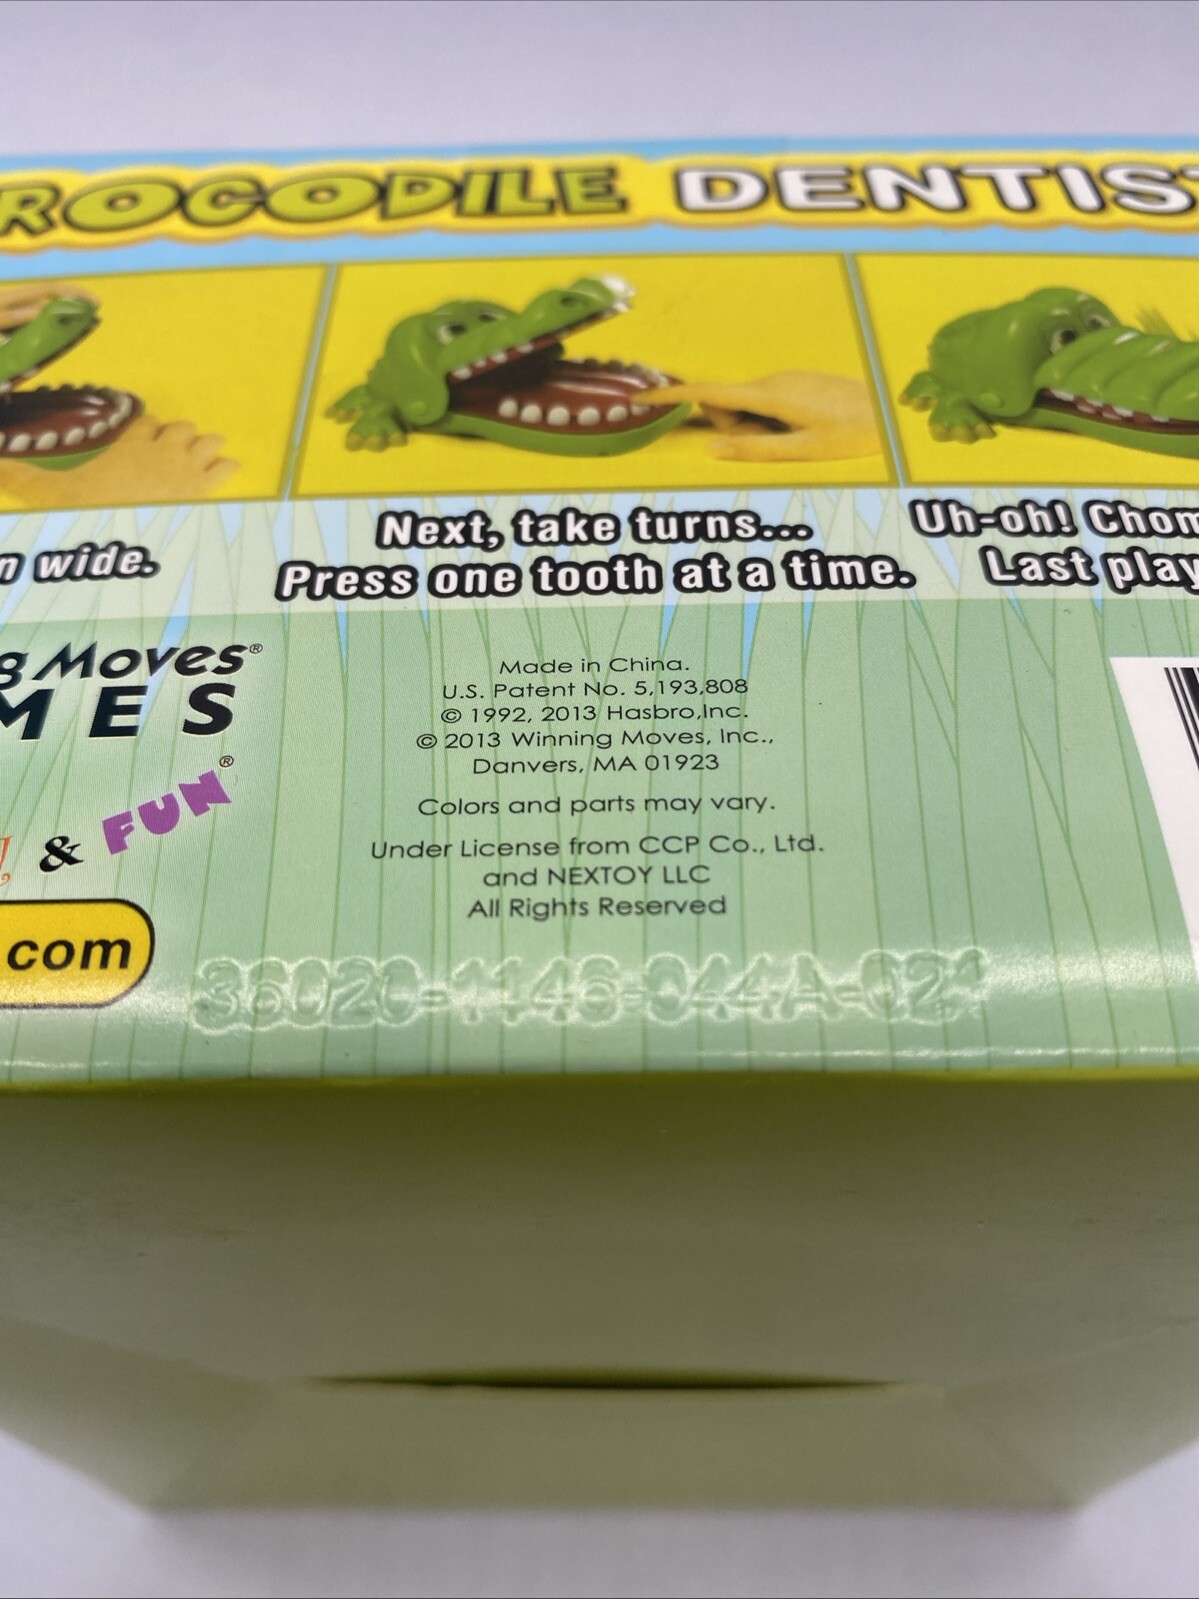 ROCODILE DENTIS
n wide.
Next, take turns...
Press one tooth at a time.
Uh-oh! Chom
Last play
g Moves®
MES
! & FUN®
.com
Made in China.
U.S. Patent No. 5,193,808
© 1992, 2013 Hasbro,Inc.
© 2013 Winning Moves, Inc.,
Danvers, MA 01923
Colors and parts may vary.
Under License from CCP Co., Ltd.
and NEXTOY LLC
All Rights Reserved
36020-1146-044A-021